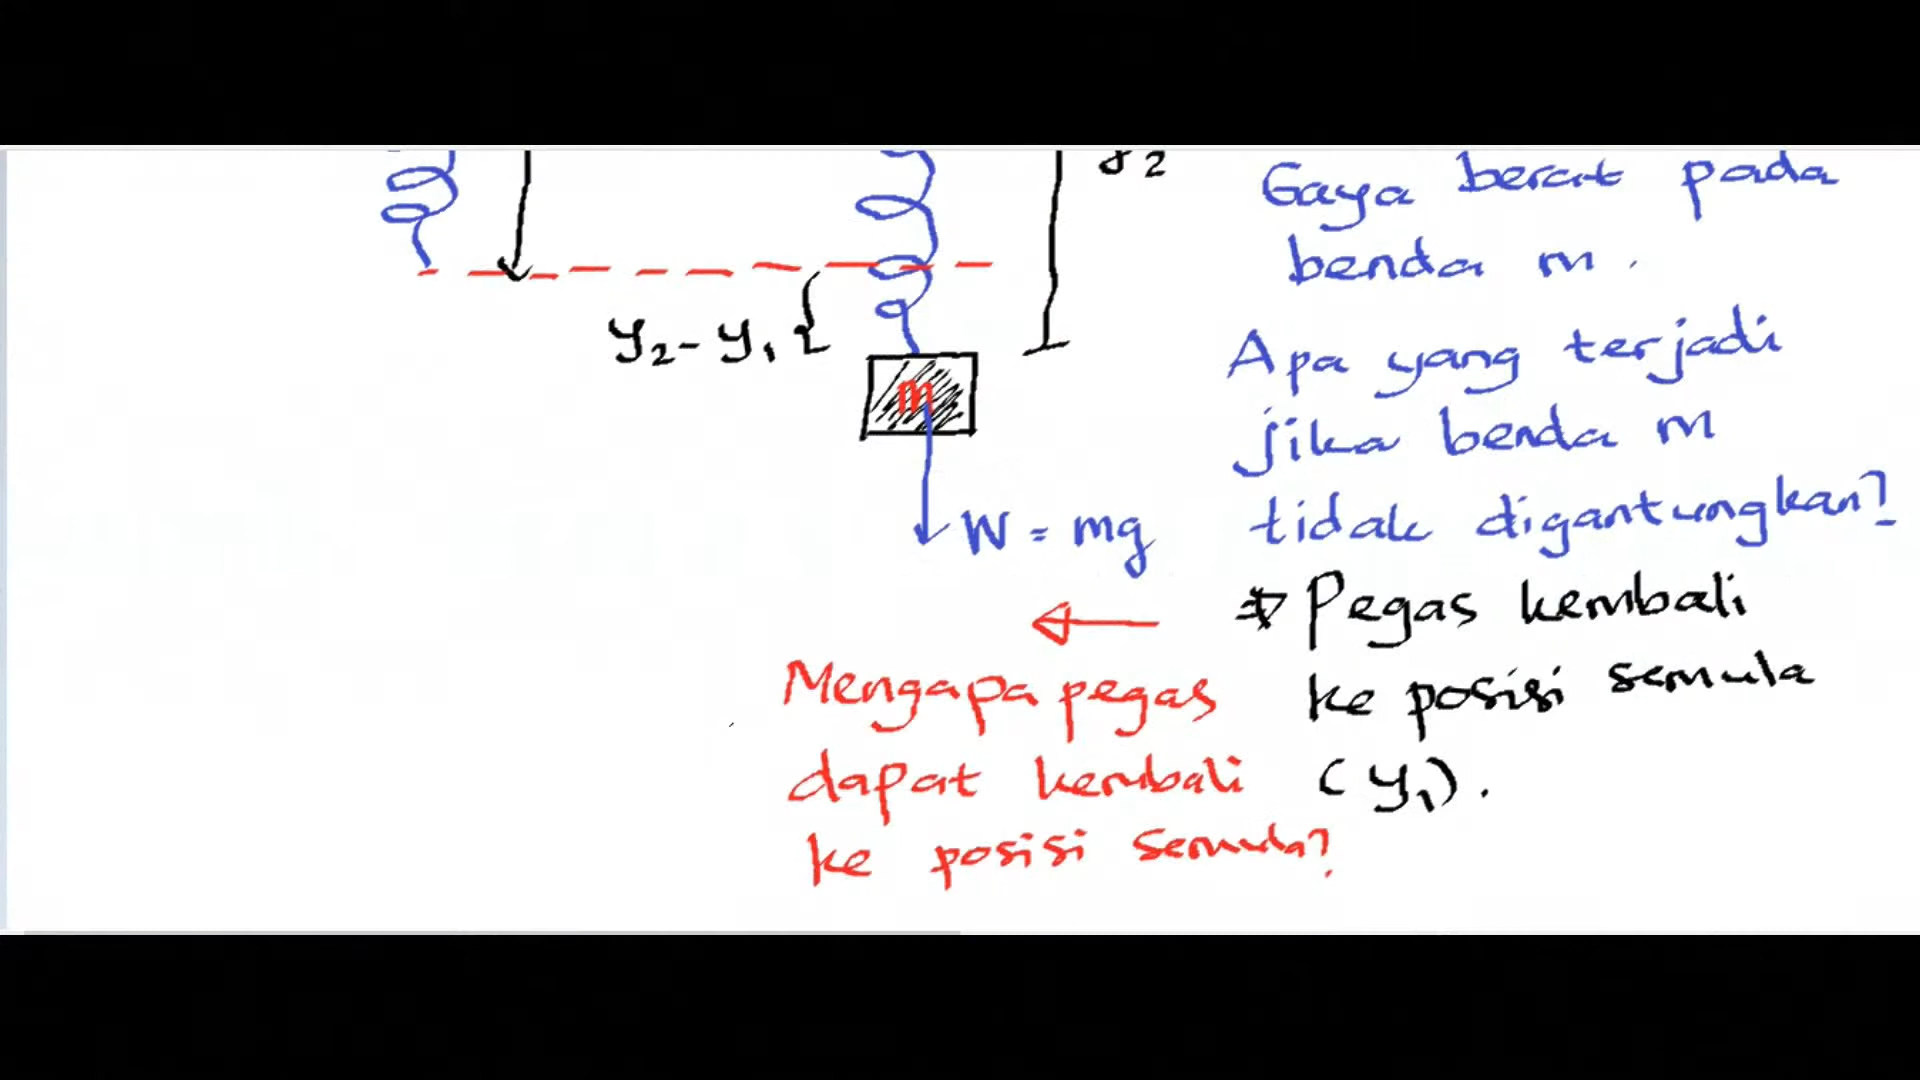 y₂
Gaya berat pada
benda m.
y₂ - y₁
m
W = mg
Apa yang terjadi
jika benda m
tidak digantungkan?
⇒ Pegas kembali
ke posisi semula
(y₁).
Mengapa pegas
dapat kembali
ke posisi semula?